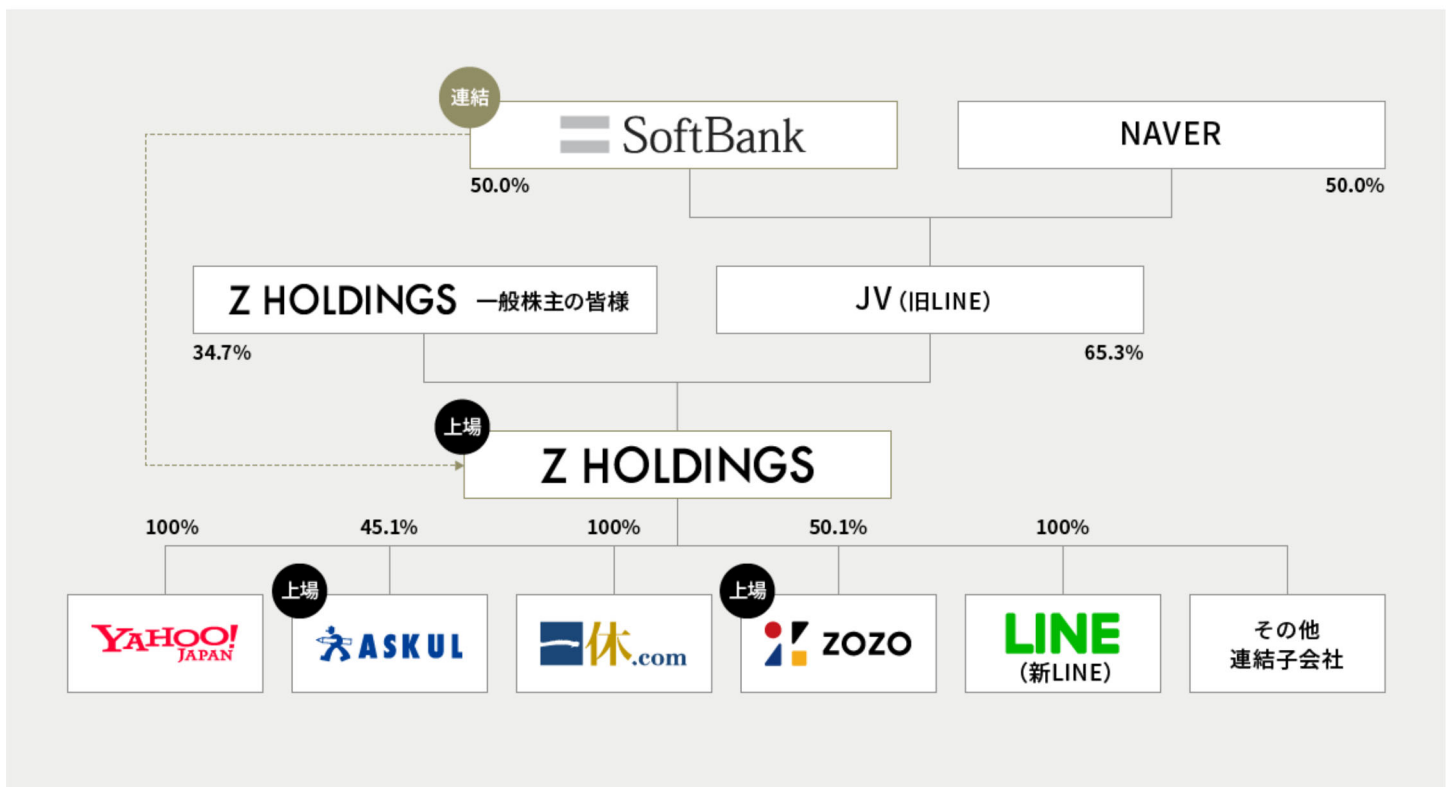 連結
SoftBank
NAVER
50.0%
50.0%
Z HOLDINGS 一般株主の皆様
JV（旧LINE）
34.7%
65.3%
上場
Z HOLDINGS
100%
45.1%
100%
50.1%
100%
上場
上場
YAHOO!
JAPAN
ASKUL
一休.com
ZOZO
LINE
（新LINE）
その他
連結子会社